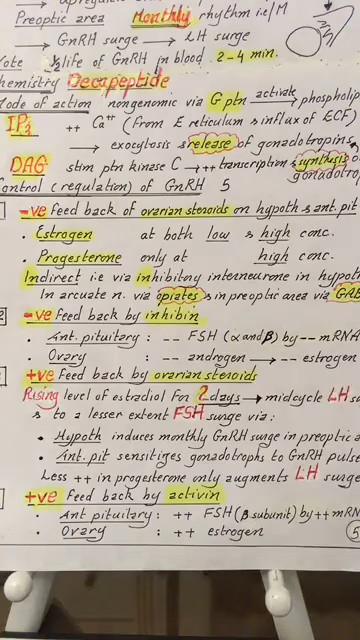 Preoptic area Monthly rhythm i.e/M
→ GnRH surge → LH surge
½ life of GnRH in blood 2-4 min.
Chemistry Decapeptide
Mode of action nongenomic via G ptn activate → phospholip
IP3 ++ Ca++ (from E reticulum & influx of ECF)
→ exocytosis & release of gonadotropins
DAG stim ptn kinase C → ++ transcription & synthesis of gonadotro
Control (regulation) of GnRH 5
-ve Feed back of ovarian steroids on hypoth & ant. pit
• Estrogen at both low & high conc.
• Progesterone only at high conc.
Indirect i.e via inhibitory interneurone in hypoth
In arcuate n. via opiates & in preoptic area via GAB
-ve Feed back by inhibin
• Ant. pituitary : -- FSH (α and β) by -- mRNA
• Ovary : -- androgen → -- estrogen
+ve Feed back by ovarian steroids
Rising level of estradiol For 2 days → midcycle LH su
& to a lesser extent FSH surge via:
• Hypoth induces monthly GnRH surge in preoptic a
• Ant. pit sensitizes gonadotrophs to GnRH pulse
Less ++ in progesterone only augments LH surge
+ve Feed back by activin
• Ant pituitary : ++ FSH (β subunit) by ++ mRN
• Ovary : ++ estrogen
5